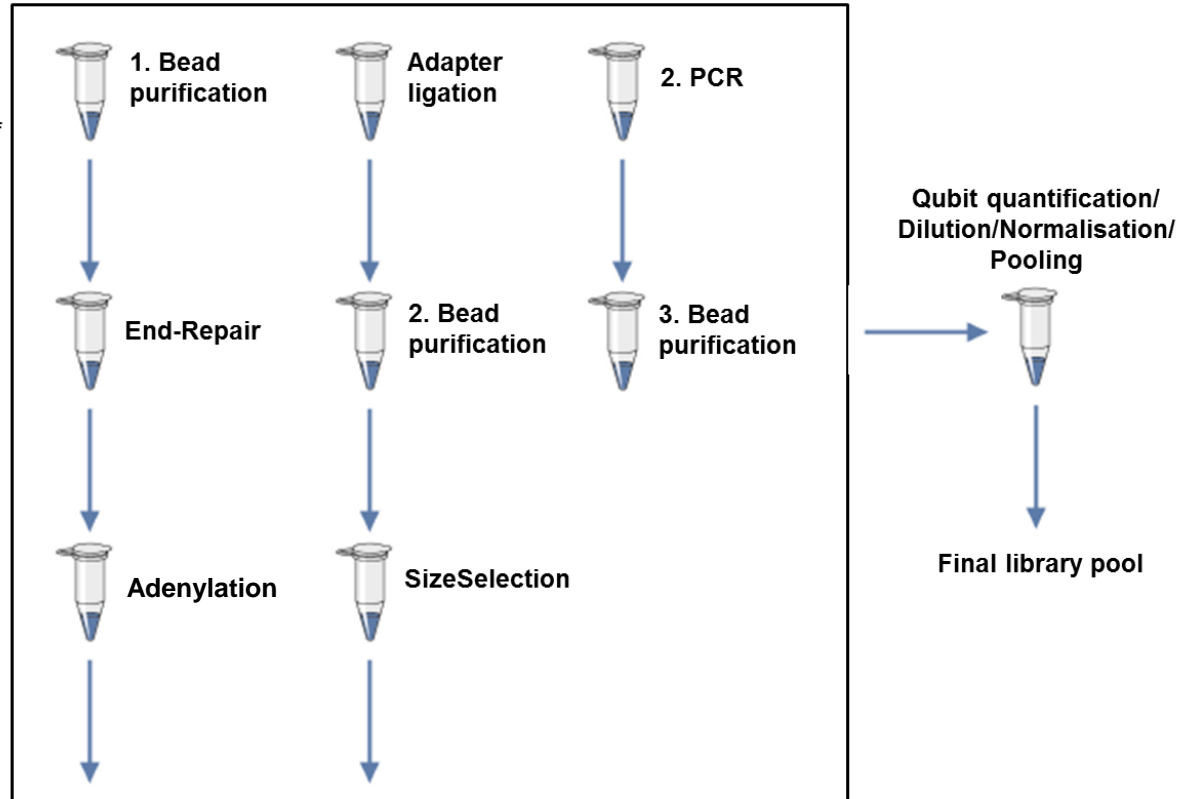 1. Bead
purification
End-Repair
Adenylation
Adapter
ligation
2. Bead
purification
SizeSelection
2. PCR
3. Bead
purification
Qubit quantification/
Dilution/Normalisation/
Pooling
Final library pool